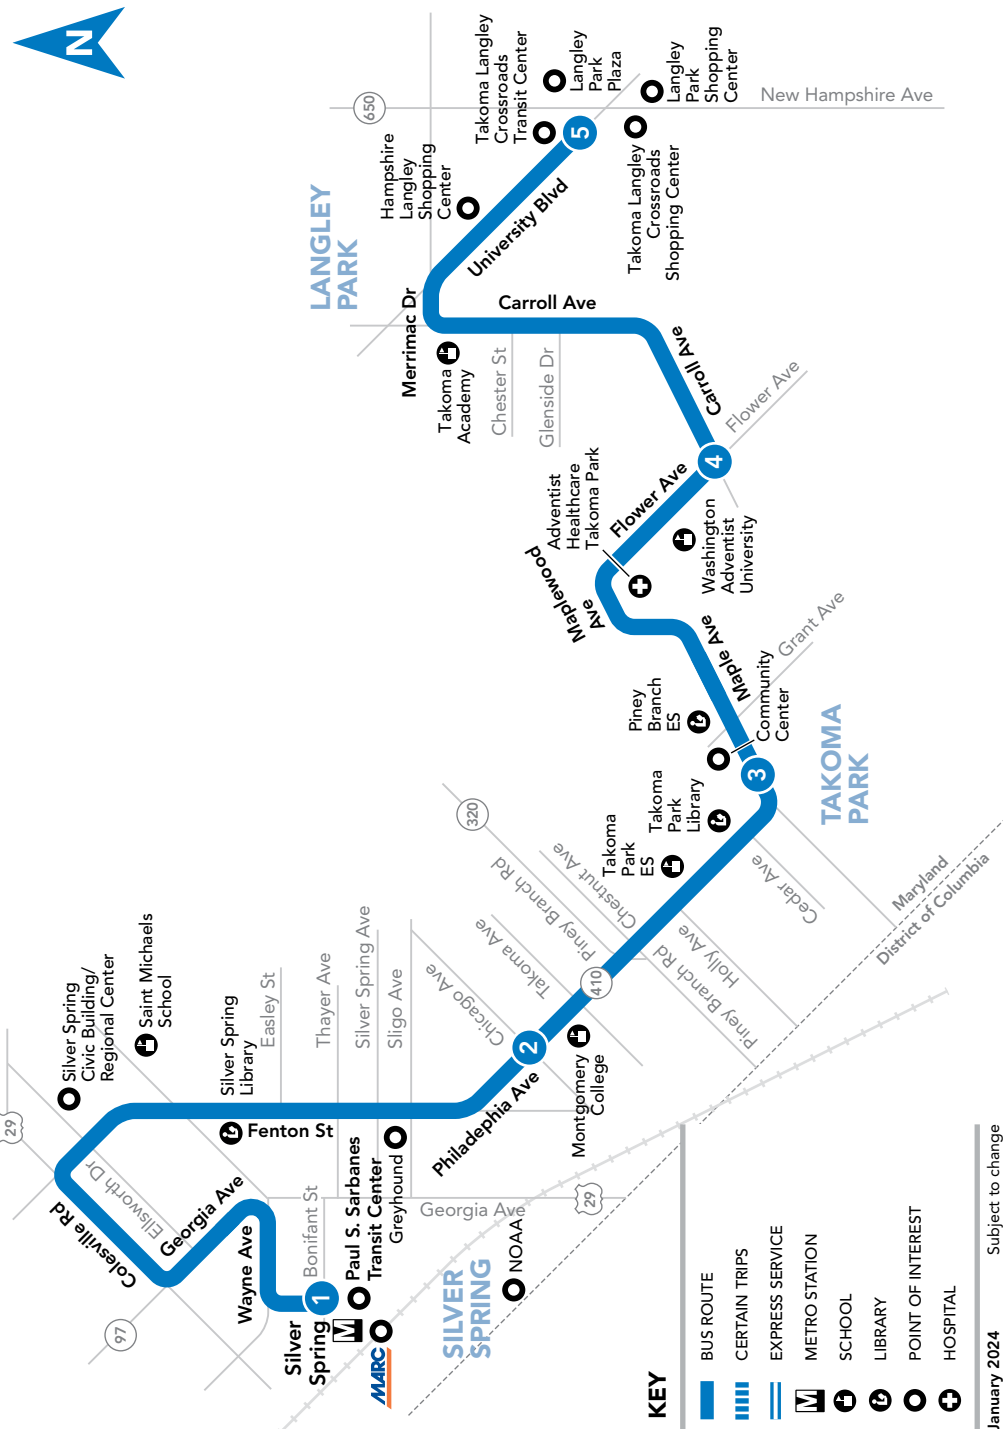 N
650
New Hampshire Ave
Takoma Langley
Crossroads
Transit Center
Langley
Park
Plaza
Langley
Park
Shopping
Center
Hampshire
Langley
Shopping
Center
5
Takoma Langley
Crossroads
Shopping Center
LANGLEY
PARK
University Blvd
Merrimac Dr
Carroll Ave
Takoma
Academy
Chester St
Glenside Dr
Carroll Ave
Flower Ave
4
Adventist
Healthcare
Takoma Park
Flower Ave
Washington
Adventist
University
Maplewood
Ave
Maple Ave
Grant Ave
Piney
Branch
ES
Community
Center
3
TAKOMA
PARK
Takoma
Park
Library
Takoma
Park
ES
320
Cedar Ave
Chestnut Ave
Piney Branch Rd
Holly Ave
Piney Branch Rd
Maryland
District of Columbia
410
Takoma Ave
Chicago Ave
2
Montgomery
College
Philadephia Ave
Sligo Ave
Silver Spring Ave
Thayer Ave
Easley St
Silver Spring
Library
Fenton St
Saint Michaels
School
Silver Spring
Civic Building/
Regional Center
29
Ellsworth Dr
Colesville Rd
Georgia Ave
Wayne Ave
97
Bonifant St
Paul S. Sarbanes
Transit Center
Greyhound
Georgia Ave
29
NOAA
1
Silver
Spring
M
MARC
SILVER
SPRING
KEY
BUS ROUTE
CERTAIN TRIPS
EXPRESS SERVICE
M METRO STATION
SCHOOL
LIBRARY
POINT OF INTEREST
HOSPITAL
January 2024 Subject to change